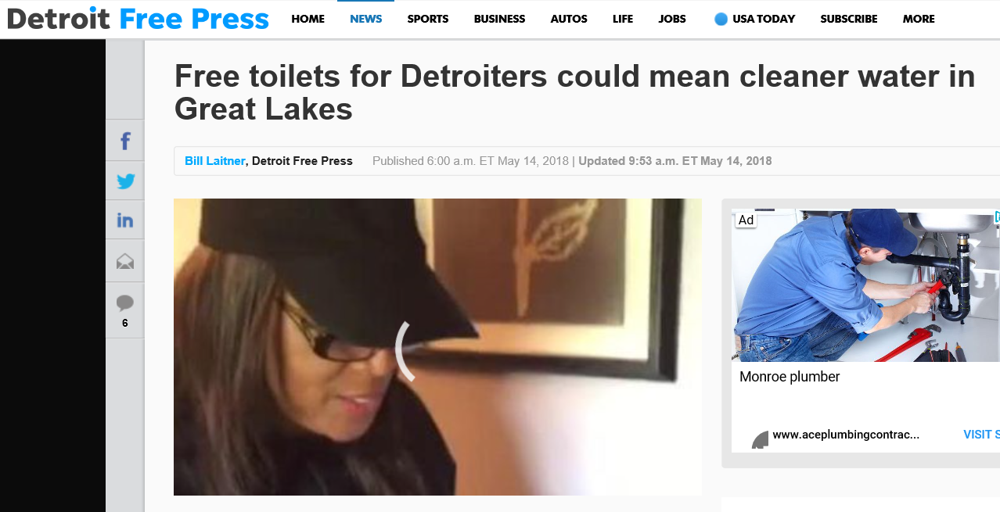 Detroit Free Press
HOME NEWS SPORTS BUSINESS AUTOS LIFE JOBS USA TODAY SUBSCRIBE MORE
Free toilets for Detroiters could mean cleaner water in
Great Lakes
Bill Laitner, Detroit Free Press Published 6:00 a.m. ET May 14, 2018 | Updated 9:53 a.m. ET May 14, 2018
f
in
6
Ad
Monroe plumber
www.aceplumbingcontrac... VISIT S